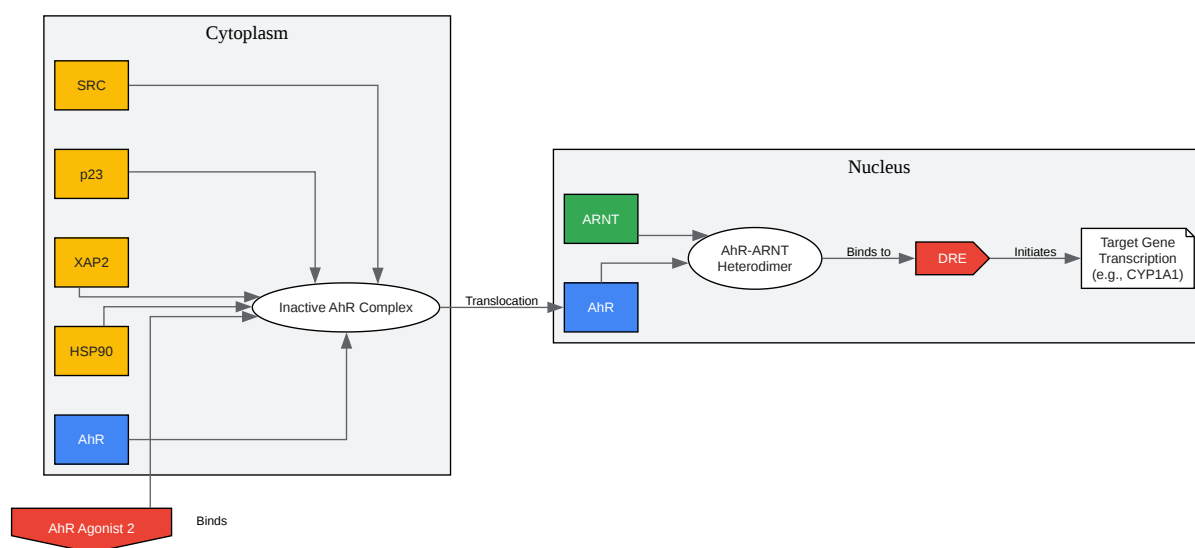 Cytoplasm
SRC
p23
XAP2
HSP90
AhR
Inactive AhR Complex
AhR Agonist 2
Binds
Translocation
Nucleus
ARNT
AhR
AhR-ARNT
Heterodimer
Binds to
DRE
Initiates
Target Gene
Transcription
(e.g., CYP1A1)